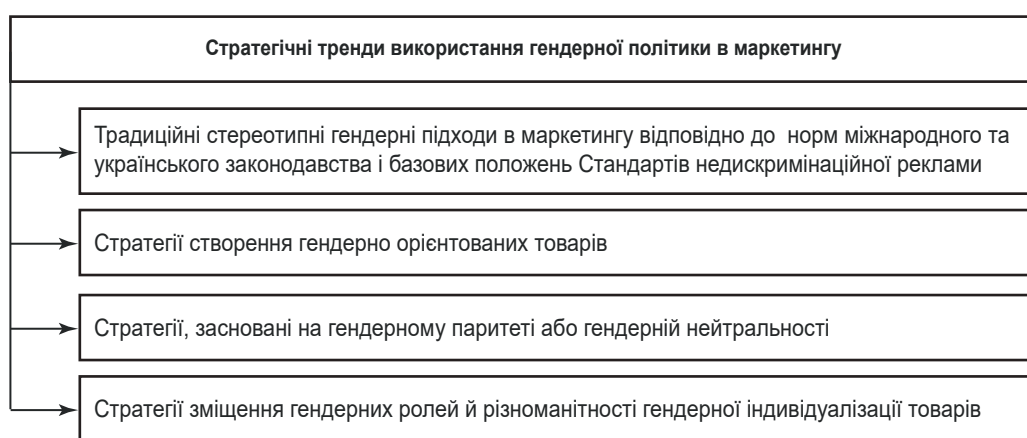 Стратегічні тренди використання гендерної політики в маркетингу
Традиційні стереотипні гендерні підходи в маркетингу відповідно до норм міжнародного та
українського законодавства і базових положень Стандартів недискримінаційної реклами
Стратегії створення гендерно орієнтованих товарів
Стратегії, засновані на гендерному паритеті або гендерній нейтральності
Стратегії зміщення гендерних ролей й різноманітності гендерної індивідуалізації товарів